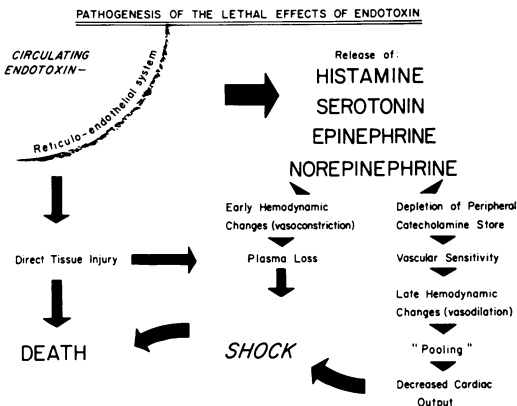 PATHOGENESIS OF THE LETHAL EFFECTS OF ENDOTOXIN
CIRCULATING
ENDOTOXIN—
Reticulo-endothelial system
Release of:
HISTAMINE
SEROTONIN
EPINEPHRINE
NOREPINEPHRINE
Early Hemodynamic
Changes (vasoconstriction)
Plasma Loss
Depletion of Peripheral
Catecholamine Store
Vascular Sensitivity
Late Hemodynamic
Changes (vasodilation)
"Pooling"
Decreased Cardiac
Output
Direct Tissue Injury
DEATH
SHOCK